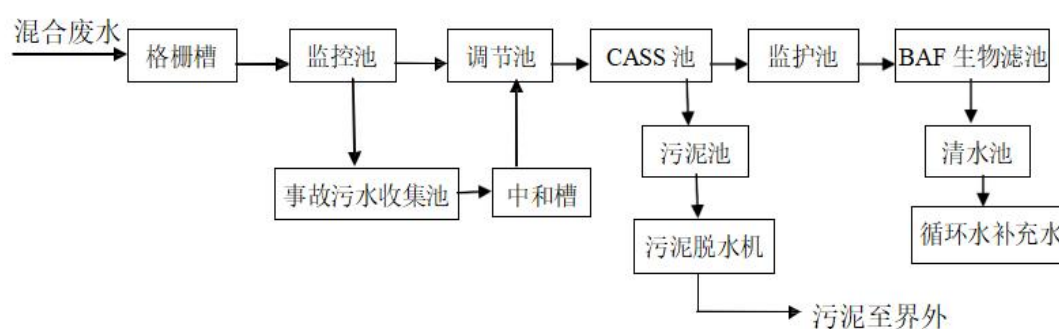 混合废水
格栅槽
监控池
调节池
CASS 池
监护池
BAF 生物滤池
污泥池
清水池
事故污水收集池
中和槽
污泥脱水机
循环水补充水
污泥至界外